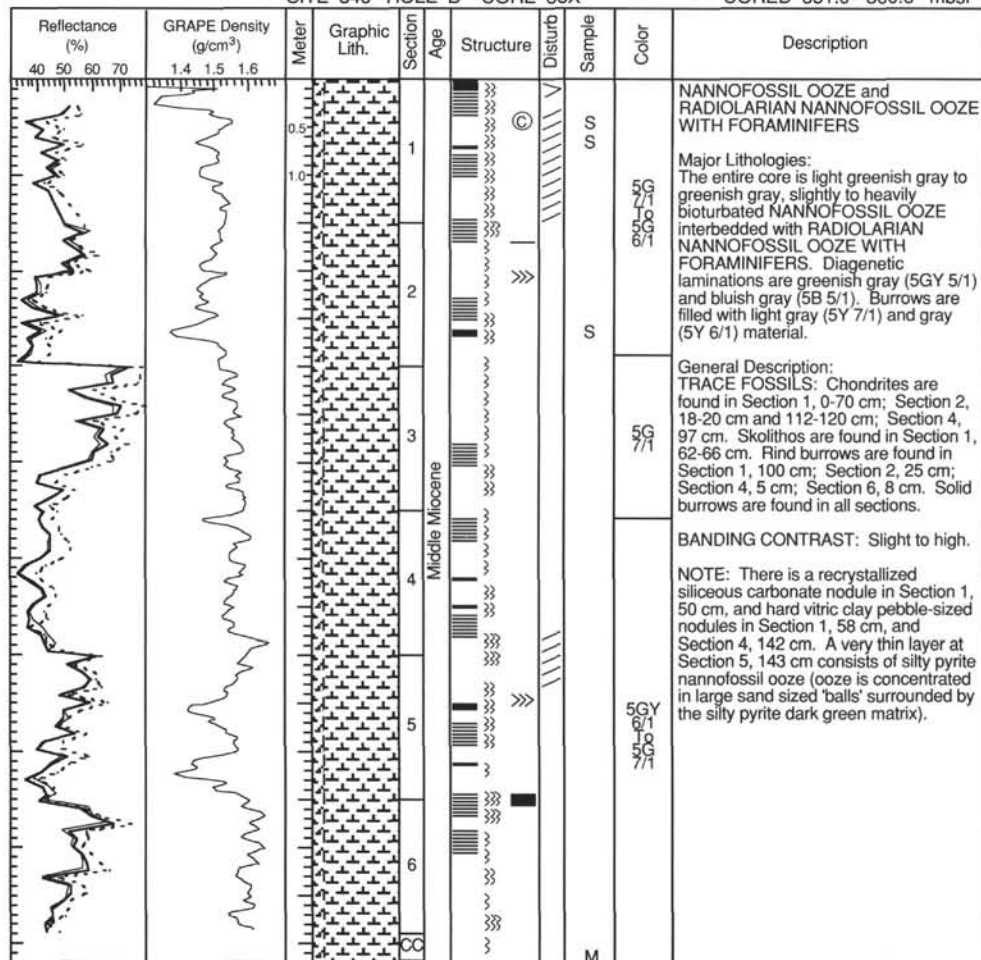 Reflectance
(%)
GRAPE Density
(g/cm³)
Meter
Graphic
Lith.
Section
Age
Structure
Disturb
Sample
Color
Description
40 50 60 70
1.4 1.5 1.6
0.5
1.0
1
2
3
4
5
6
CC
Middle Miocene
©
S
S
S
M
5G
7/1
To
5G
6/1
5G
7/1
5GY
6/1
To
5G
7/1
NANNOFOSSIL OOZE and
RADIOLARIAN NANNOFOSSIL OOZE
WITH FORAMINIFERS
Major Lithologies:
The entire core is light greenish gray to
greenish gray, slightly to heavily
bioturbated NANNOFOSSIL OOZE
interbedded with RADIOLARIAN
NANNOFOSSIL OOZE WITH
FORAMINIFERS. Diagenetic
laminations are greenish gray (5GY 5/1)
and bluish gray (5B 5/1). Burrows are
filled with light gray (5Y 7/1) and gray
(5Y 6/1) material.
General Description:
TRACE FOSSILS: Chondrites are
found in Section 1, 0-70 cm; Section 2,
18-20 cm and 112-120 cm; Section 4,
97 cm. Skolithos are found in Section 1,
62-66 cm. Rind burrows are found in
Section 1, 100 cm; Section 2, 25 cm;
Section 4, 5 cm; Section 6, 8 cm. Solid
burrows are found in all sections.
BANDING CONTRAST: Slight to high.
NOTE: There is a recrystallized
siliceous carbonate nodule in Section 1,
50 cm, and hard vitric clay pebble-sized
nodules in Section 1, 58 cm, and
Section 4, 142 cm. A very thin layer at
Section 5, 143 cm consists of silty pyrite
nannofossil ooze (ooze is concentrated
in large sand sized 'balls' surrounded by
the silty pyrite dark green matrix).